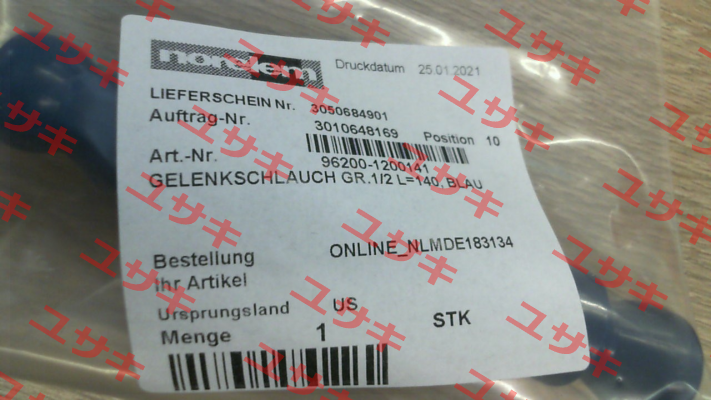 norelem
Druckdatum 25.01.2021
LIEFERSCHEIN Nr. 3050684901
Auftrag-Nr. 3010648169 Position 10
Art.-Nr. 96200-1200141
GELENKSCHLAUCH GR.1/2 L=140, BLAU
Bestellung ONLINE_NLMDE183134
Ihr Artikel
Ursprungsland US
Menge 1 STK
ユサキ